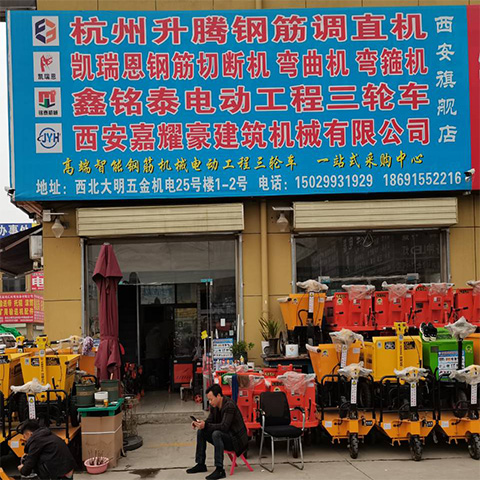 杭州升腾钢筋调直机
凯瑞恩钢筋切断机 弯曲机 弯箍机
鑫铭泰电动工程三轮车
西安嘉耀豪建筑机械有限公司
西安旗舰店
高端智能钢筋机械电动工程三轮车 一站式采购中心
地址：西北大明五金机电25号楼1-2号 电话：15029931929 18691552216
凯瑞恩
JYH